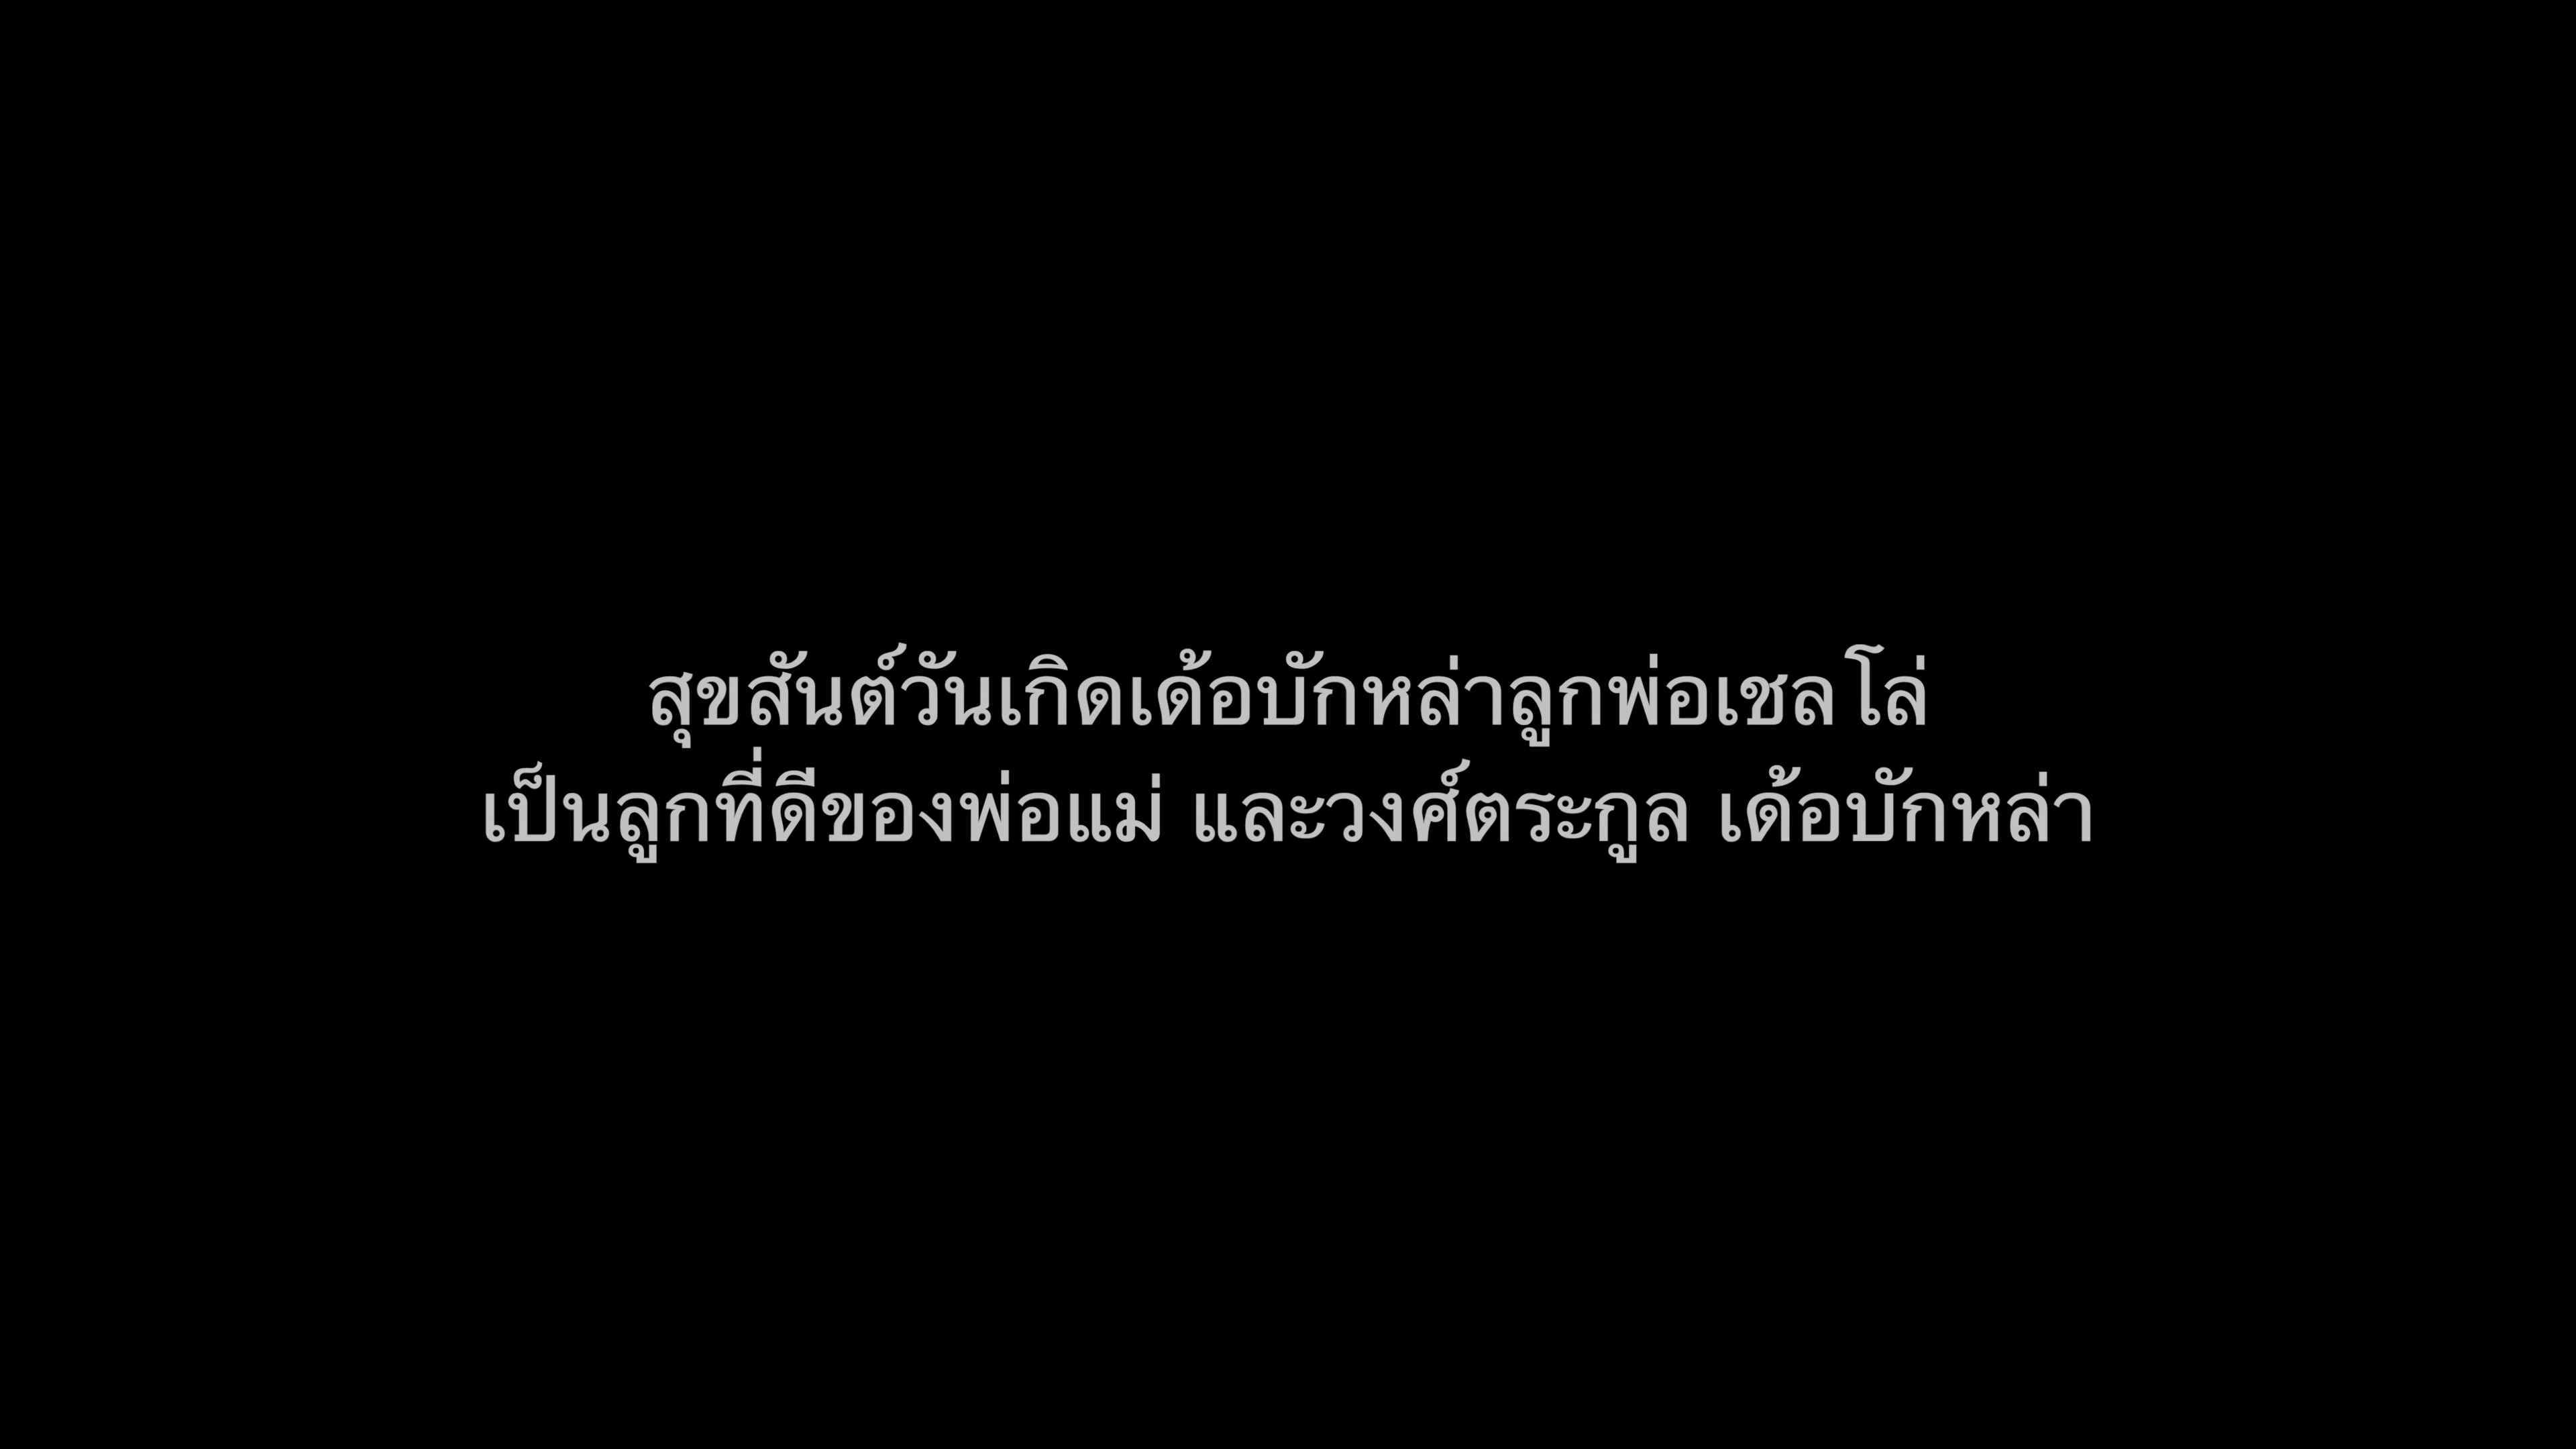 สุขสันต์วันเกิดเด้อบักหล่าลูกพ่อเชลโล่
เป็นลูกที่ดีของพ่อแม่ และวงศ์ตระกูล เด้อบักหล่า